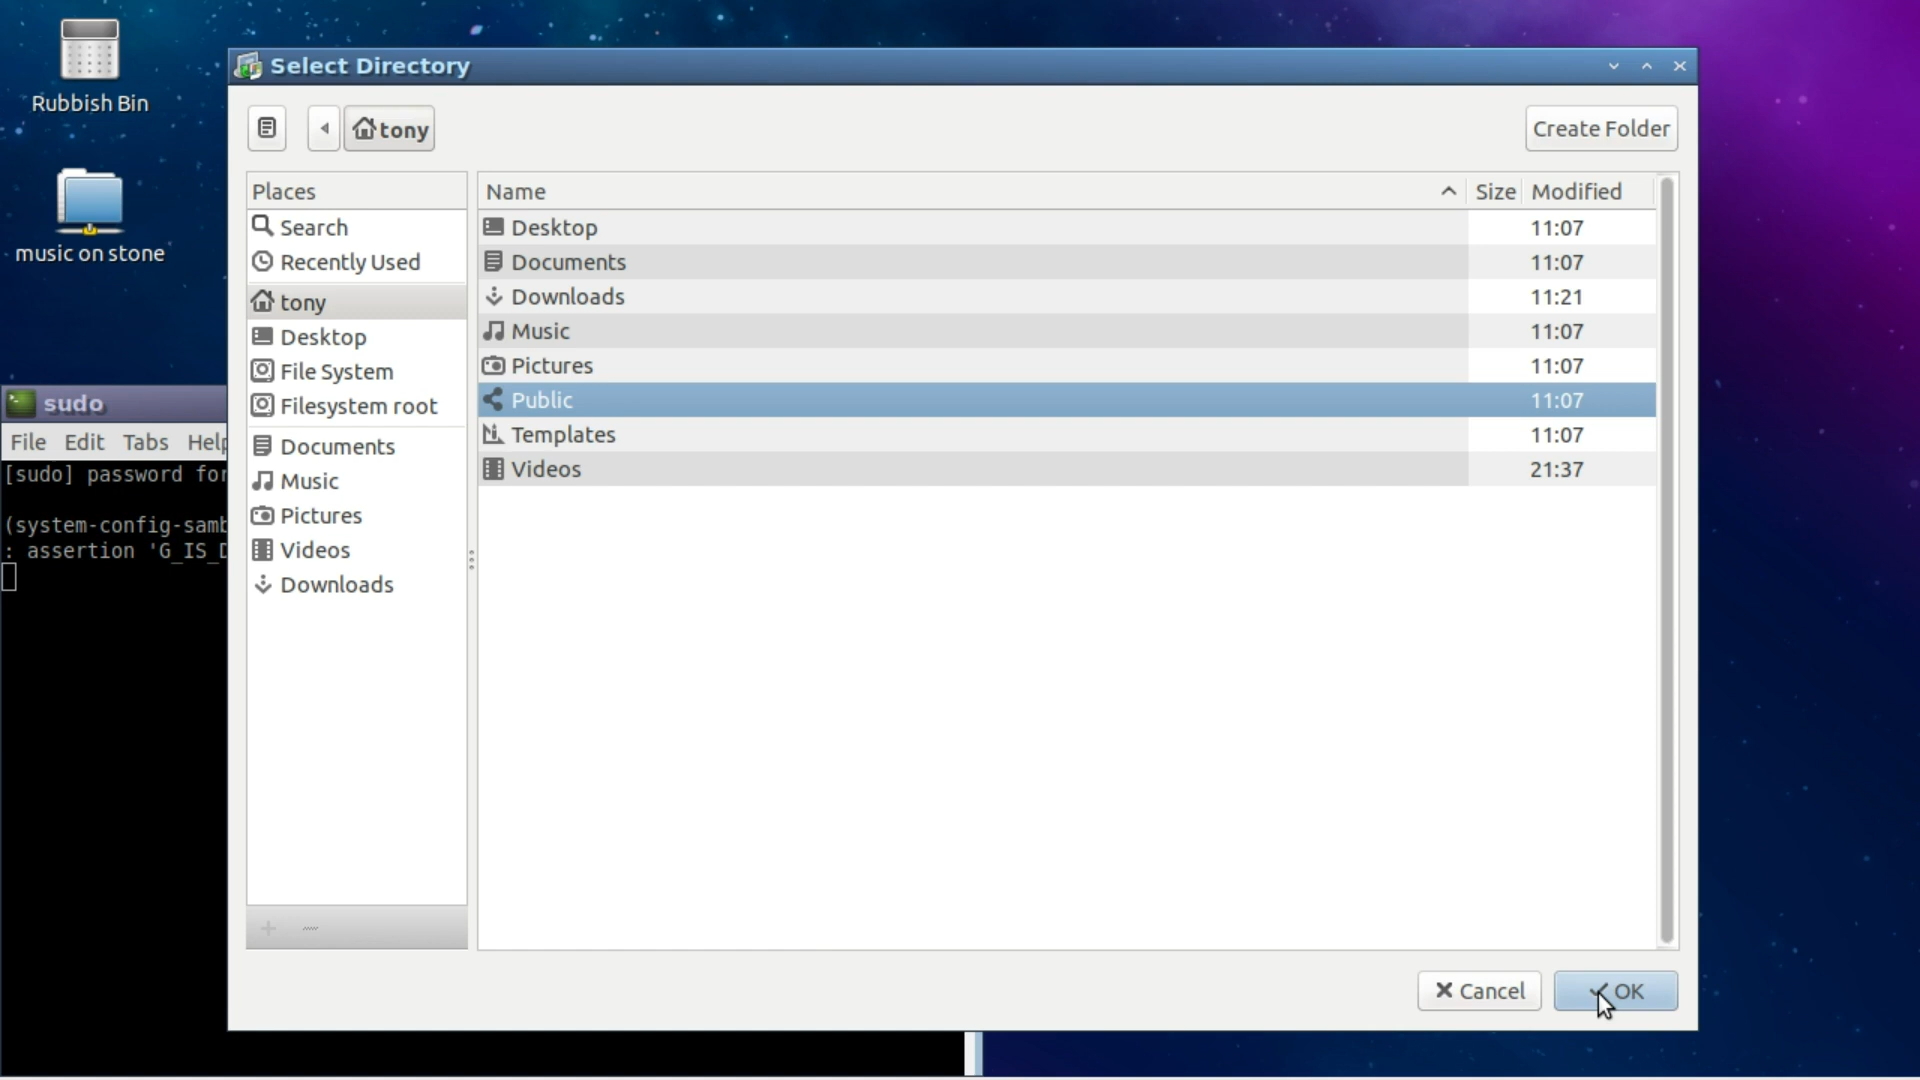 Rubbish Bin
music on stone
sudo
File Edit Tabs Help
[sudo] password for
(system-config-samb
: assertion 'G_IS_D
Select Directory
tony
Create Folder
Places
Search
Recently Used
tony
Desktop
File System
Filesystem root
Documents
Music
Pictures
Videos
Downloads
Name Size Modified
Desktop 11:07
Documents 11:07
Downloads 11:21
Music 11:07
Pictures 11:07
Public 11:07
Templates 11:07
Videos 21:37
Cancel
OK